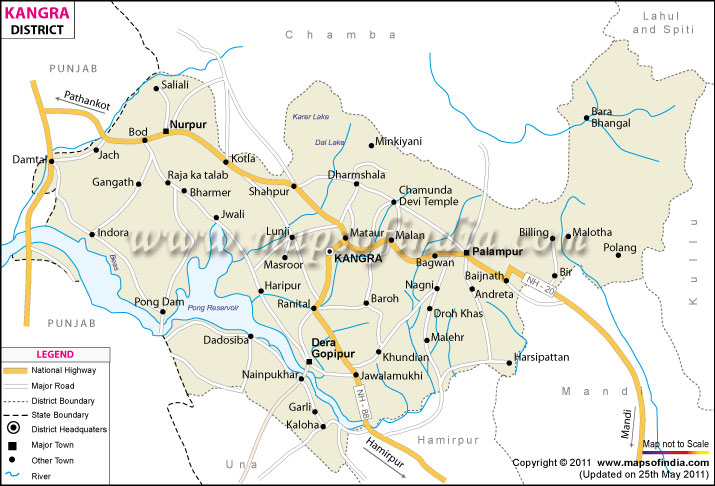 KANGRA
DISTRICT
Chamba
Lahul
and Spiti
PUNJAB
Pathankot
Saliali
Nurpur
Bod
Jach
Damtal
Kotla
Karer Lake
Dal Lake
Minkiyani
Bara
Bhangal
Gangath
Raja ka talab
Bharmer
Shahpur
Dharmshala
Chamunda
Devi Temple
Jwali
Indora
Lunli
Mataur
Malan
Billing
Malotha
Polang
Kullu
www.mapsofindia.com
Masroor
KANGRA
Palampur
Bagwan
Baijnath
Bir
NH - 20
Beas
Haripur
Nagni
Andreta
Pong Dam
Pong Reservoir
Ranital
Baroh
Droh Khas
PUNJAB
Dadosiba
Dera
Gopipur
Malehr
Khundian
Harsipattan
Nainpukhar
Jawalamukhi
Mandi
NH - 88
Garli
Kaloha
Hamirpur
Una
Hamirpur
Mandi
LEGEND
National Highway
Major Road
District Boundary
State Boundary
District Headquaters
Major Town
Other Town
River
Map not to Scale
Copyright © 2011 www.mapsofindia.com
(Updated on 25th May 2011)